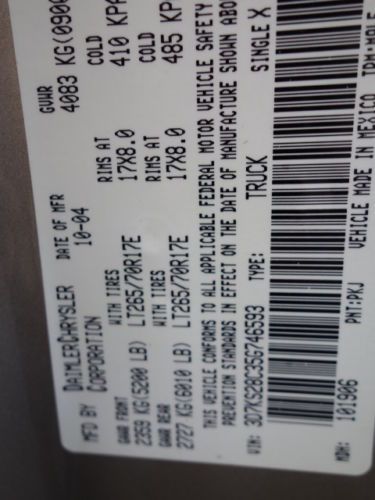 MFD BY DAIMLERCHRYSLER CORPORATION DATE OF MFR 10-04 GVWR 4083 KG(090
GAWR FRONT WITH TIRES RIMS AT COLD
2359 KG(5200 LB) LT265/70R17E 17X8.0 410 KPA
GAWR REAR WITH TIRES RIMS AT COLD
2727 KG(6010 LB) LT265/70R17E 17X8.0 485 KP
THIS VEHICLE CONFORMS TO ALL APPLICABLE FEDERAL MOTOR VEHICLE SAFETY
PREVENTION STANDARDS IN EFFECT ON THE DATE OF MANUFACTURE SHOWN ABO
VIN: 3D7KS28C35G746593 TYPE: TRUCK SINGLE X
MDH: 101906 PNT:PKJ VEHICLE MADE IN MEXICO